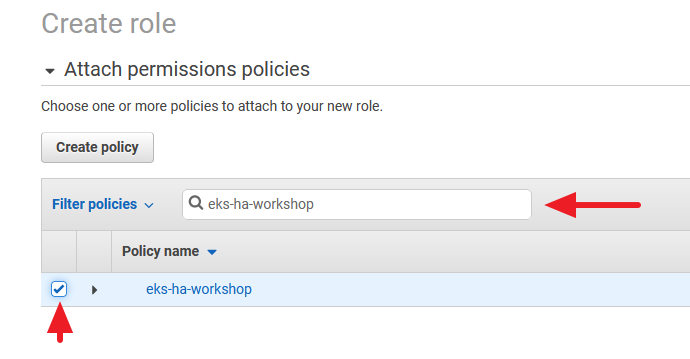 Create role
Attach permissions policies
Choose one or more policies to attach to your new role.
Create policy
Filter policies
eks-ha-workshop
Policy name
eks-ha-workshop